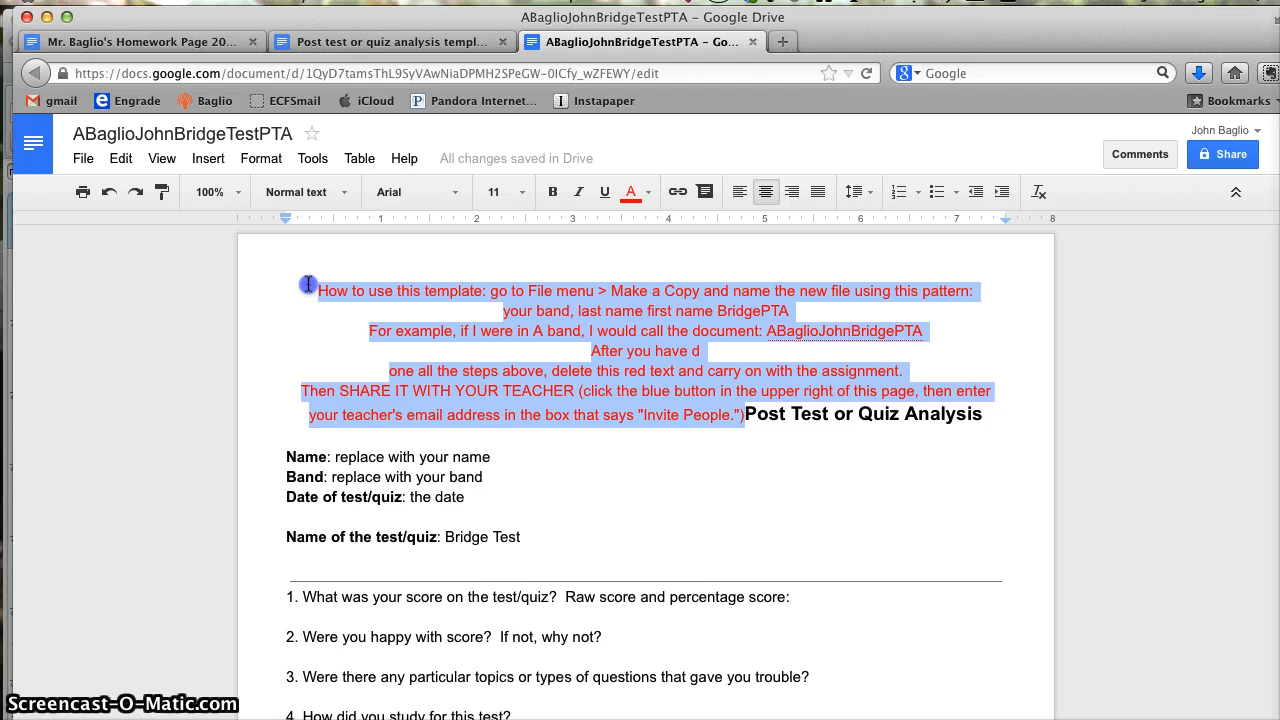 ABaglioJohnBridgeTestPTA – Google Drive
Mr. Baglio's Homework Page 20...
Post test or quiz analysis templ...
ABaglioJohnBridgeTestPTA – Go...
https://docs.google.com/document/d/1QyD7tamsThL9SyVAwNiaDPMH2SPeGW-0ICfy_wZFEWY/edit
Google
gmail
Engrade
Baglio
ECFSmail
iCloud
Pandora Internet...
Instapaper
Bookmarks
ABaglioJohnBridgeTestPTA
John Baglio
File Edit View Insert Format Tools Table Help All changes saved in Drive
Comments
Share
100% Normal text Arial 11 B I U A
1 2 3 4 5 6 7 8
How to use this template: go to File menu > Make a Copy and name the new file using this pattern:
your band, last name first name BridgePTA
For example, if I were in A band, I would call the document: ABaglioJohnBridgePTA
After you have d
one all the steps above, delete this red text and carry on with the assignment.
Then SHARE IT WITH YOUR TEACHER (click the blue button in the upper right of this page, then enter
your teacher's email address in the box that says "Invite People.")Post Test or Quiz Analysis
Name: replace with your name
Band: replace with your band
Date of test/quiz: the date
Name of the test/quiz: Bridge Test
1. What was your score on the test/quiz?  Raw score and percentage score:
2. Were you happy with score?  If not, why not?
3. Were there any particular topics or types of questions that gave you trouble?
4. How did you study for this test?
Screencast-O-Matic.com